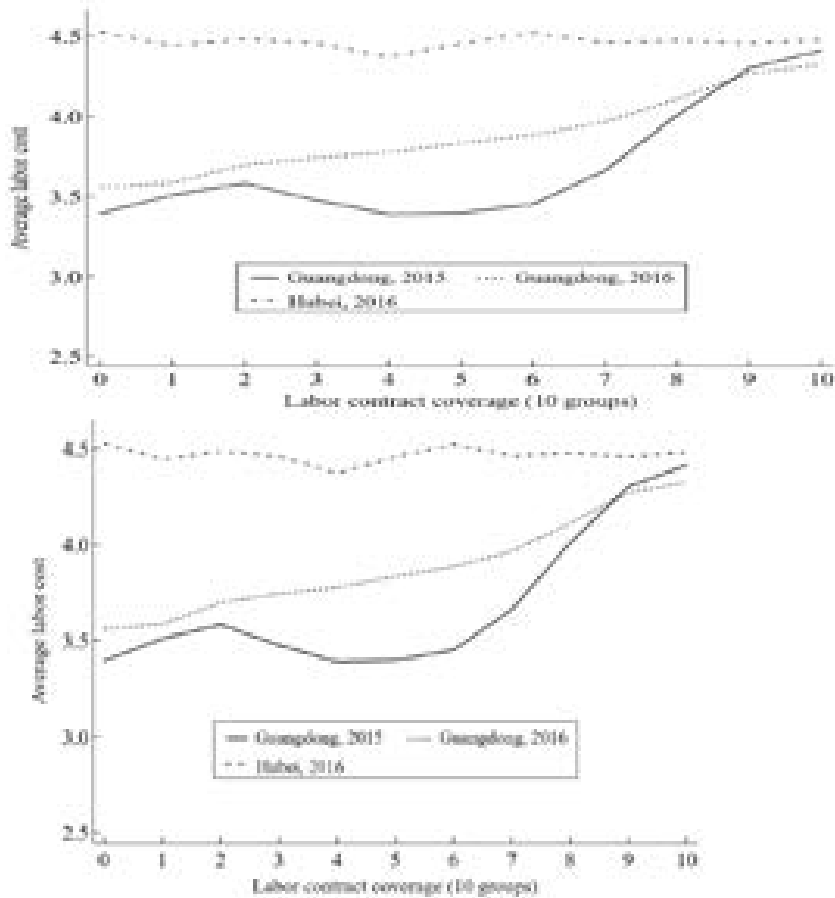 4.5
4.0
3.5
3.0
2.5
Average labor cost
Guangdong, 2015 Guangdong, 2016
Hubei, 2016
0 1 2 3 4 5 6 7 8 9 10
Labor contract coverage (10 groups)
4.5
4.0
3.5
3.0
2.5
Average labor cost
Guangdong, 2015 Guangdong, 2016
Hubei, 2016
0 1 2 3 4 5 6 7 8 9 10
Labor contract coverage (10 groups)